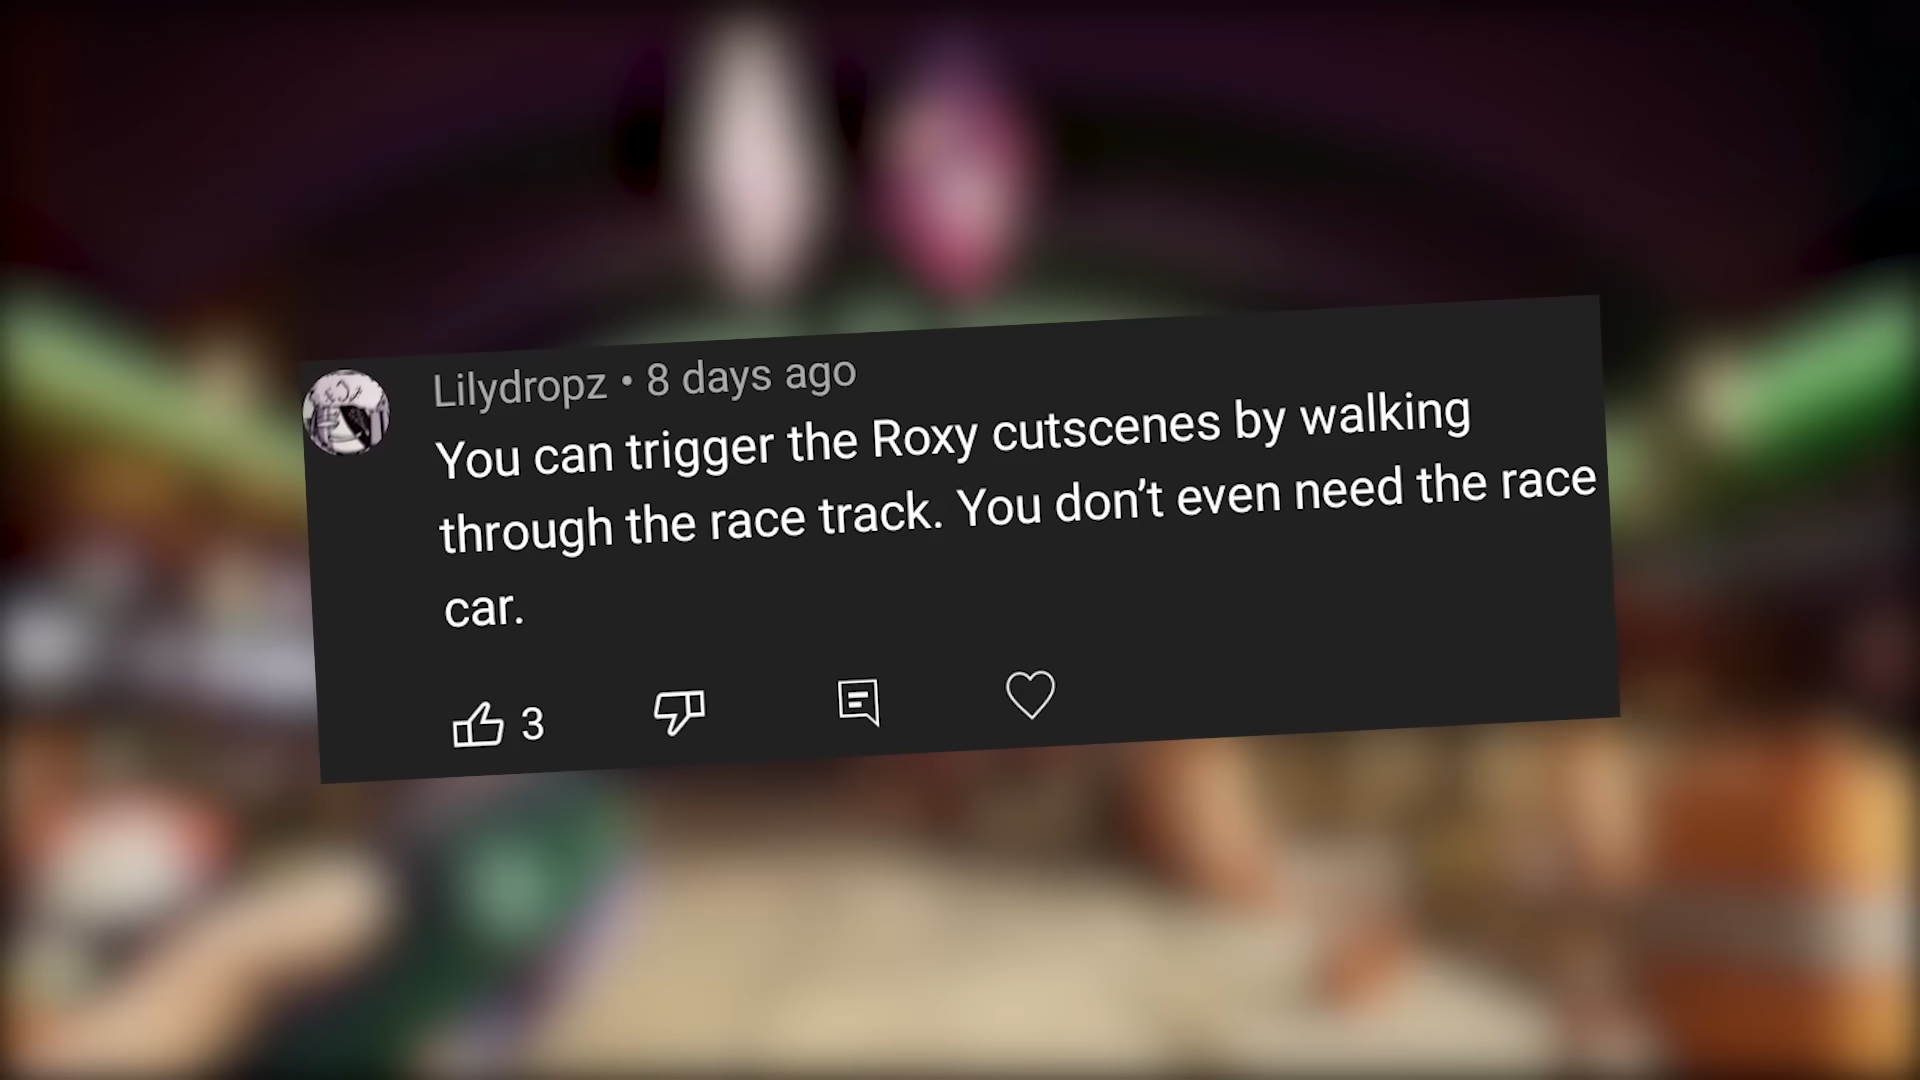 Lilydropz • 8 days ago
You can trigger the Roxy cutscenes by walking
through the race track. You don’t even need the race
car.
3